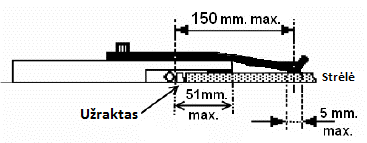 150 mm. max.
Strėlė
Užraktas
51mm.
max.
5 mm.
max.